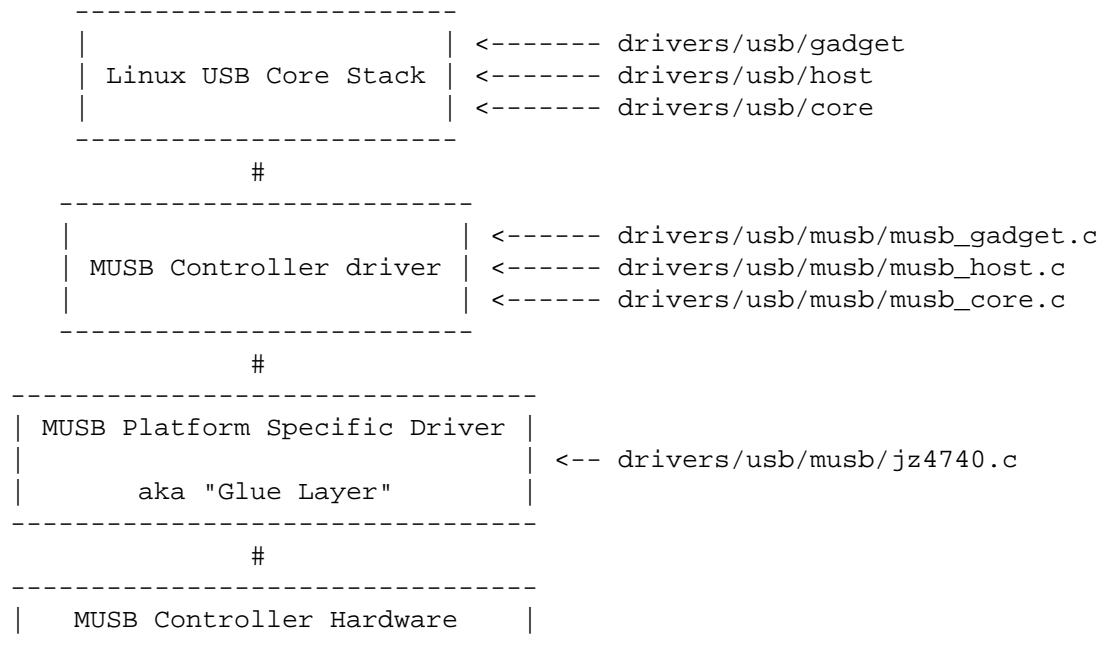 ------------------------
|                      | <------- drivers/usb/gadget
| Linux USB Core Stack | <------- drivers/usb/host
|                      | <------- drivers/usb/core
------------------------
#
--------------------------
|                        | <------ drivers/usb/musb/musb_gadget.c
| MUSB Controller driver | <------ drivers/usb/musb/musb_host.c
|                        | <------ drivers/usb/musb/musb_core.c
--------------------------
#
---------------------------------
| MUSB Platform Specific Driver |
|                               | <-- drivers/usb/musb/jz4740.c
|       aka "Glue Layer"        |
---------------------------------
#
---------------------------------
|   MUSB Controller Hardware    |